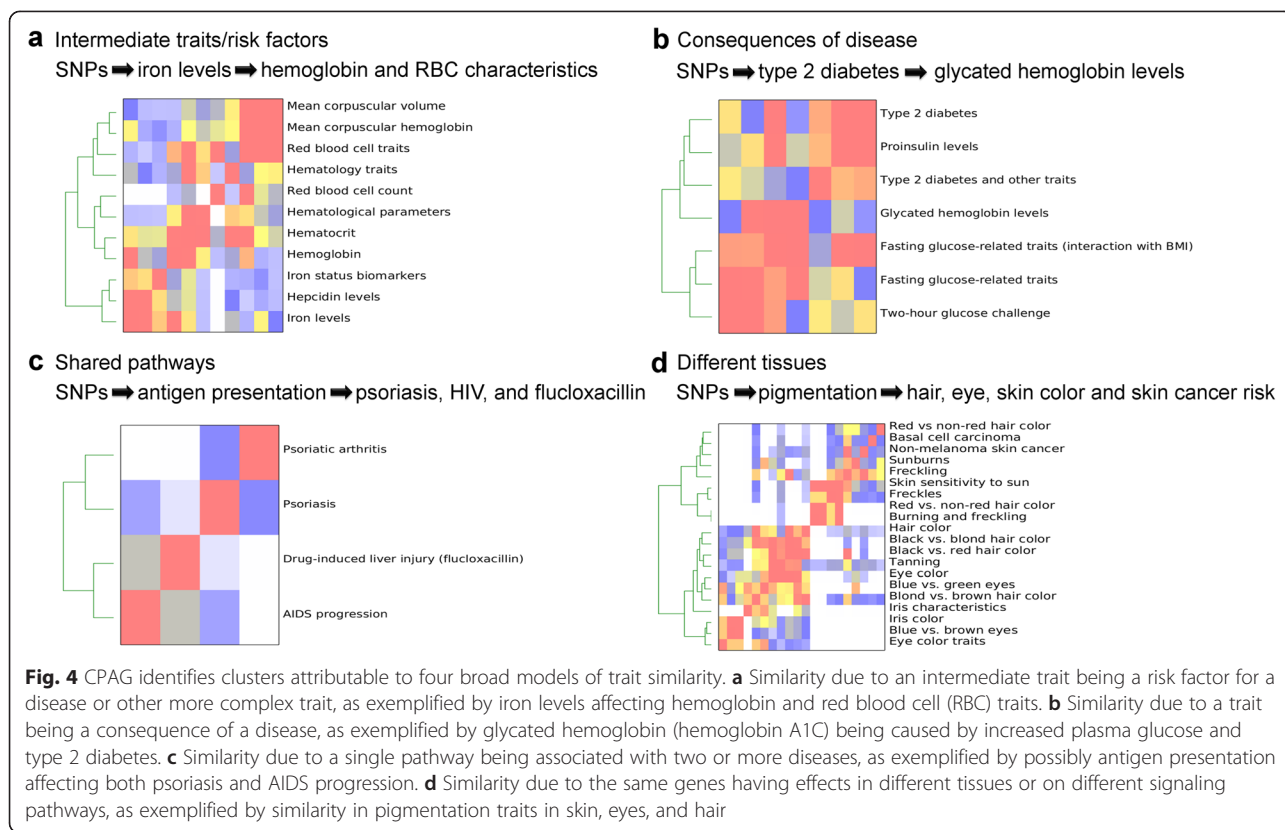 a Intermediate traits/risk factors
SNPs ➡ iron levels ➡ hemoglobin and RBC characteristics
Mean corpuscular volume
Mean corpuscular hemoglobin
Red blood cell traits
Hematology traits
Red blood cell count
Hematological parameters
Hematocrit
Hemoglobin
Iron status biomarkers
Hepcidin levels
Iron levels
b Consequences of disease
SNPs ➡ type 2 diabetes ➡ glycated hemoglobin levels
Type 2 diabetes
Proinsulin levels
Type 2 diabetes and other traits
Glycated hemoglobin levels
Fasting glucose-related traits (interaction with BMI)
Fasting glucose-related traits
Two-hour glucose challenge
c Shared pathways
SNPs ➡ antigen presentation ➡ psoriasis, HIV, and flucloxacillin
Psoriatic arthritis
Psoriasis
Drug-induced liver injury (flucloxacillin)
AIDS progression
d Different tissues
SNPs ➡ pigmentation ➡ hair, eye, skin color and skin cancer risk
Red vs non-red hair color
Basal cell carcinoma
Non-melanoma skin cancer
Sunburns
Freckling
Skin sensitivity to sun
Freckles
Red vs. non-red hair color
Burning and freckling
Hair color
Black vs. blond hair color
Black vs. red hair color
Tanning
Eye color
Blue vs. green eyes
Blond vs. brown hair color
Iris characteristics
Iris color
Blue vs. brown eyes
Eye color traits
Fig. 4 CPAG identifies clusters attributable to four broad models of trait similarity. a Similarity due to an intermediate trait being a risk factor for a
disease or other more complex trait, as exemplified by iron levels affecting hemoglobin and red blood cell (RBC) traits. b Similarity due to a trait
being a consequence of a disease, as exemplified by glycated hemoglobin (hemoglobin A1C) being caused by increased plasma glucose and
type 2 diabetes. c Similarity due to a single pathway being associated with two or more diseases, as exemplified by possibly antigen presentation
affecting both psoriasis and AIDS progression. d Similarity due to the same genes having effects in different tissues or on different signaling
pathways, as exemplified by similarity in pigmentation traits in skin, eyes, and hair